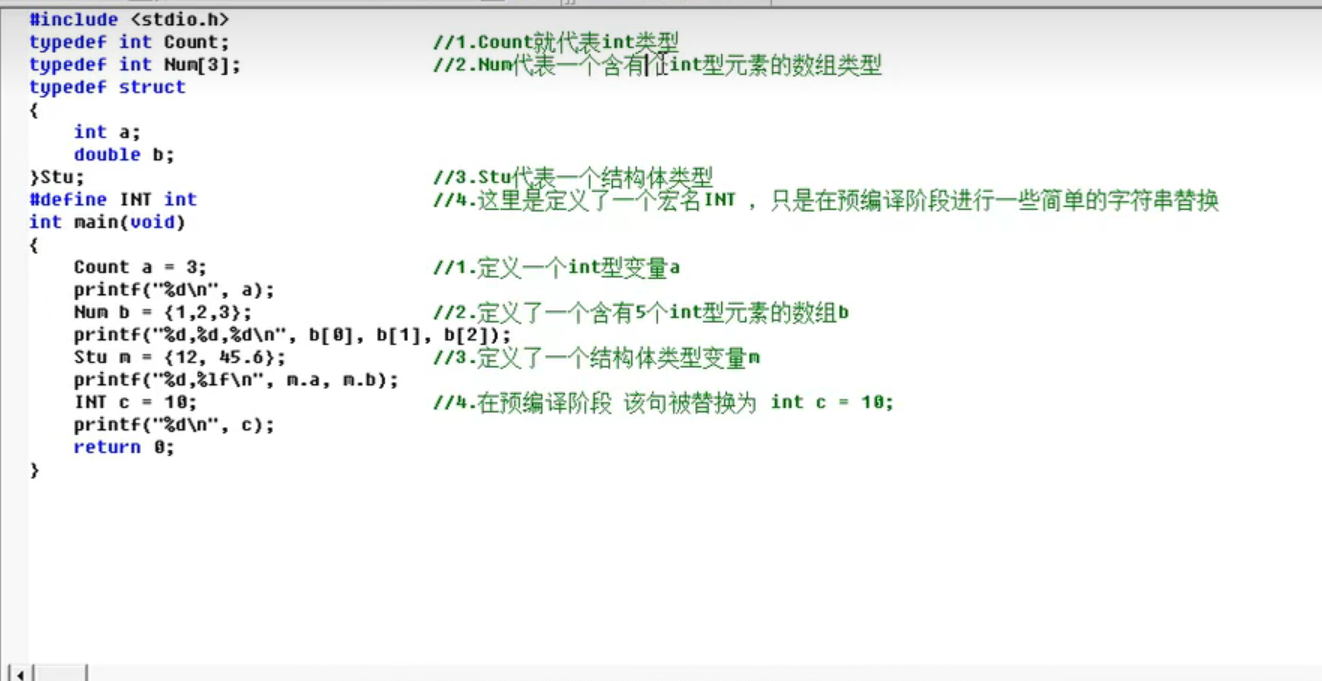 #include <stdio.h>
typedef int Count; //1.Count就代表int类型
typedef int Num[3]; //2.Num代表一个含有个int型元素的数组类型
typedef struct
{
    int a;
    double b;
}Stu; //3.Stu代表一个结构体类型
#define INT int //4.这里是定义了一个宏名INT ，只是在预编译阶段进行一些简单的字符串替换
int main(void)
{
    Count a = 3; //1.定义一个int型变量a
    printf("%d\n", a);
    Num b = {1,2,3}; //2.定义了一个含有5个int型元素的数组b
    printf("%d,%d,%d\n", b[0], b[1], b[2]);
    Stu m = {12, 45.6}; //3.定义了一个结构体类型变量m
    printf("%d,%lf\n", m.a, m.b);
    INT c = 10; //4.在预编译阶段 该句被替换为 int c = 10;
    printf("%d\n", c);
    return 0;
}